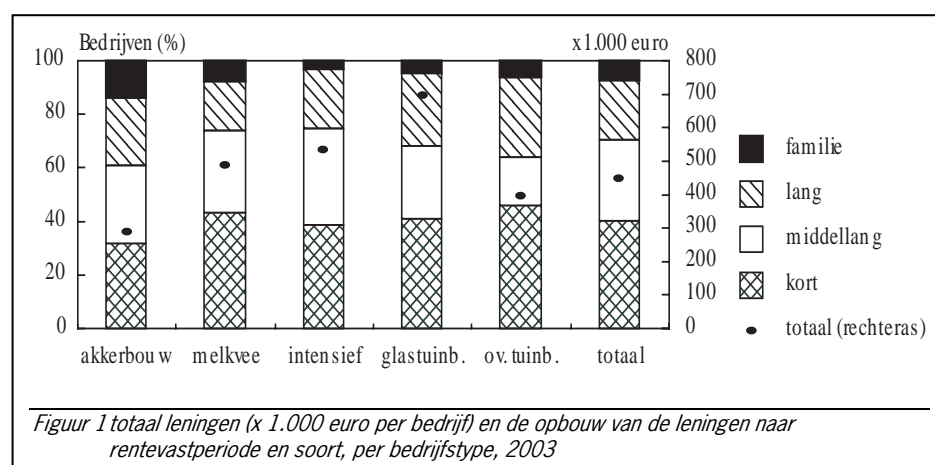 Bedrijven (%) x1.000 euro
100 800
80 700
60 600
40 500
20 400
0 300
200
100
0
akkerbouw melkvee intensief glastuinb. ov.tuinb. totaal
familie
lang
middellang
kort
totaal (rechteras)
Figuur 1 totaal leningen (x 1.000 euro per bedrijf) en de opbouw van de leningen naar
rentevastperiode en soort, per bedrijfstype, 2003